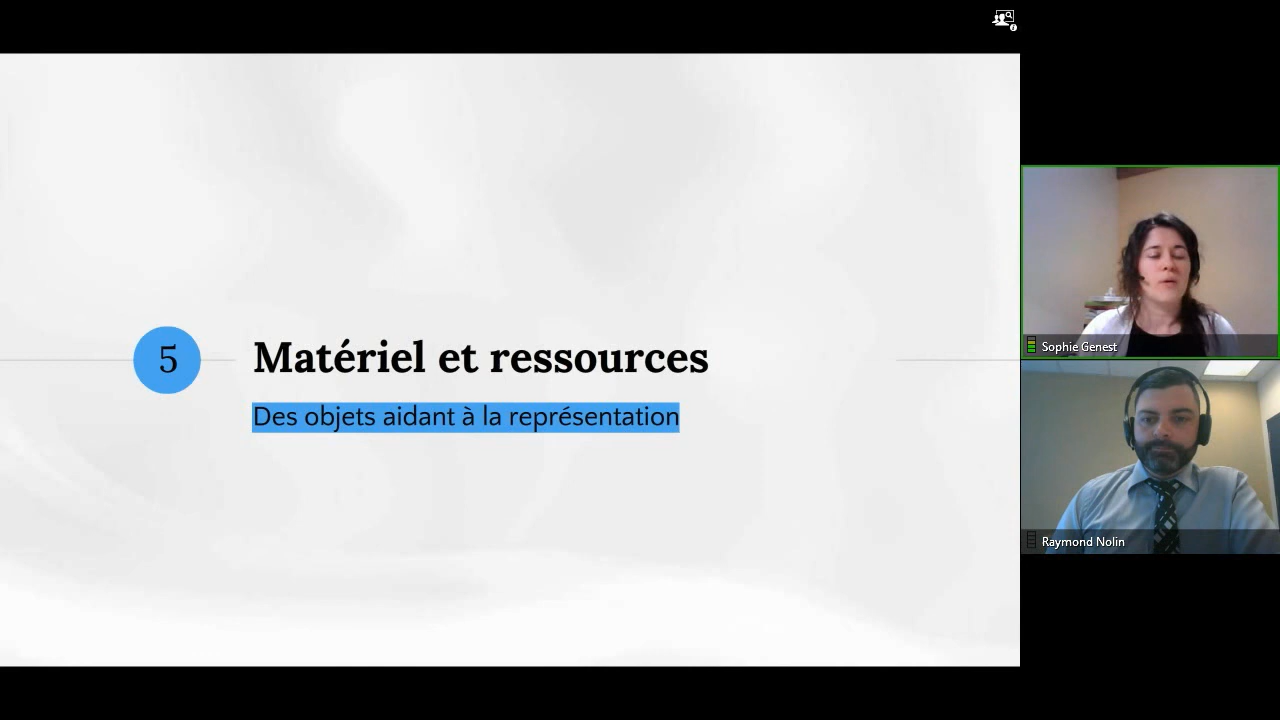 5
Matériel et ressources
Des objets aidant à la représentation
Sophie Genest
Raymond Nolin